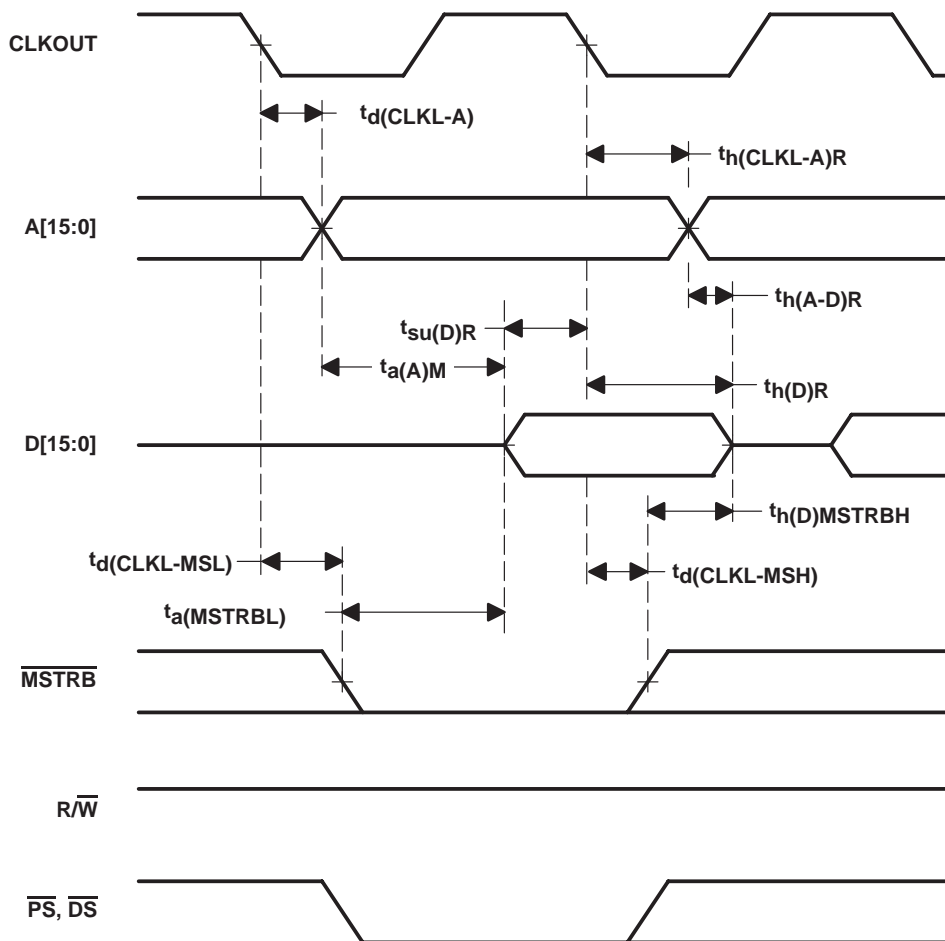 CLKOUT
td(CLKL-A)
th(CLKL-A)R
A[15:0]
th(A-D)R
tsu(D)R
ta(A)M
th(D)R
D[15:0]
th(D)MSTRBH
td(CLKL-MSL)
td(CLKL-MSH)
ta(MSTRBL)
MSTRB
R/W
PS, DS